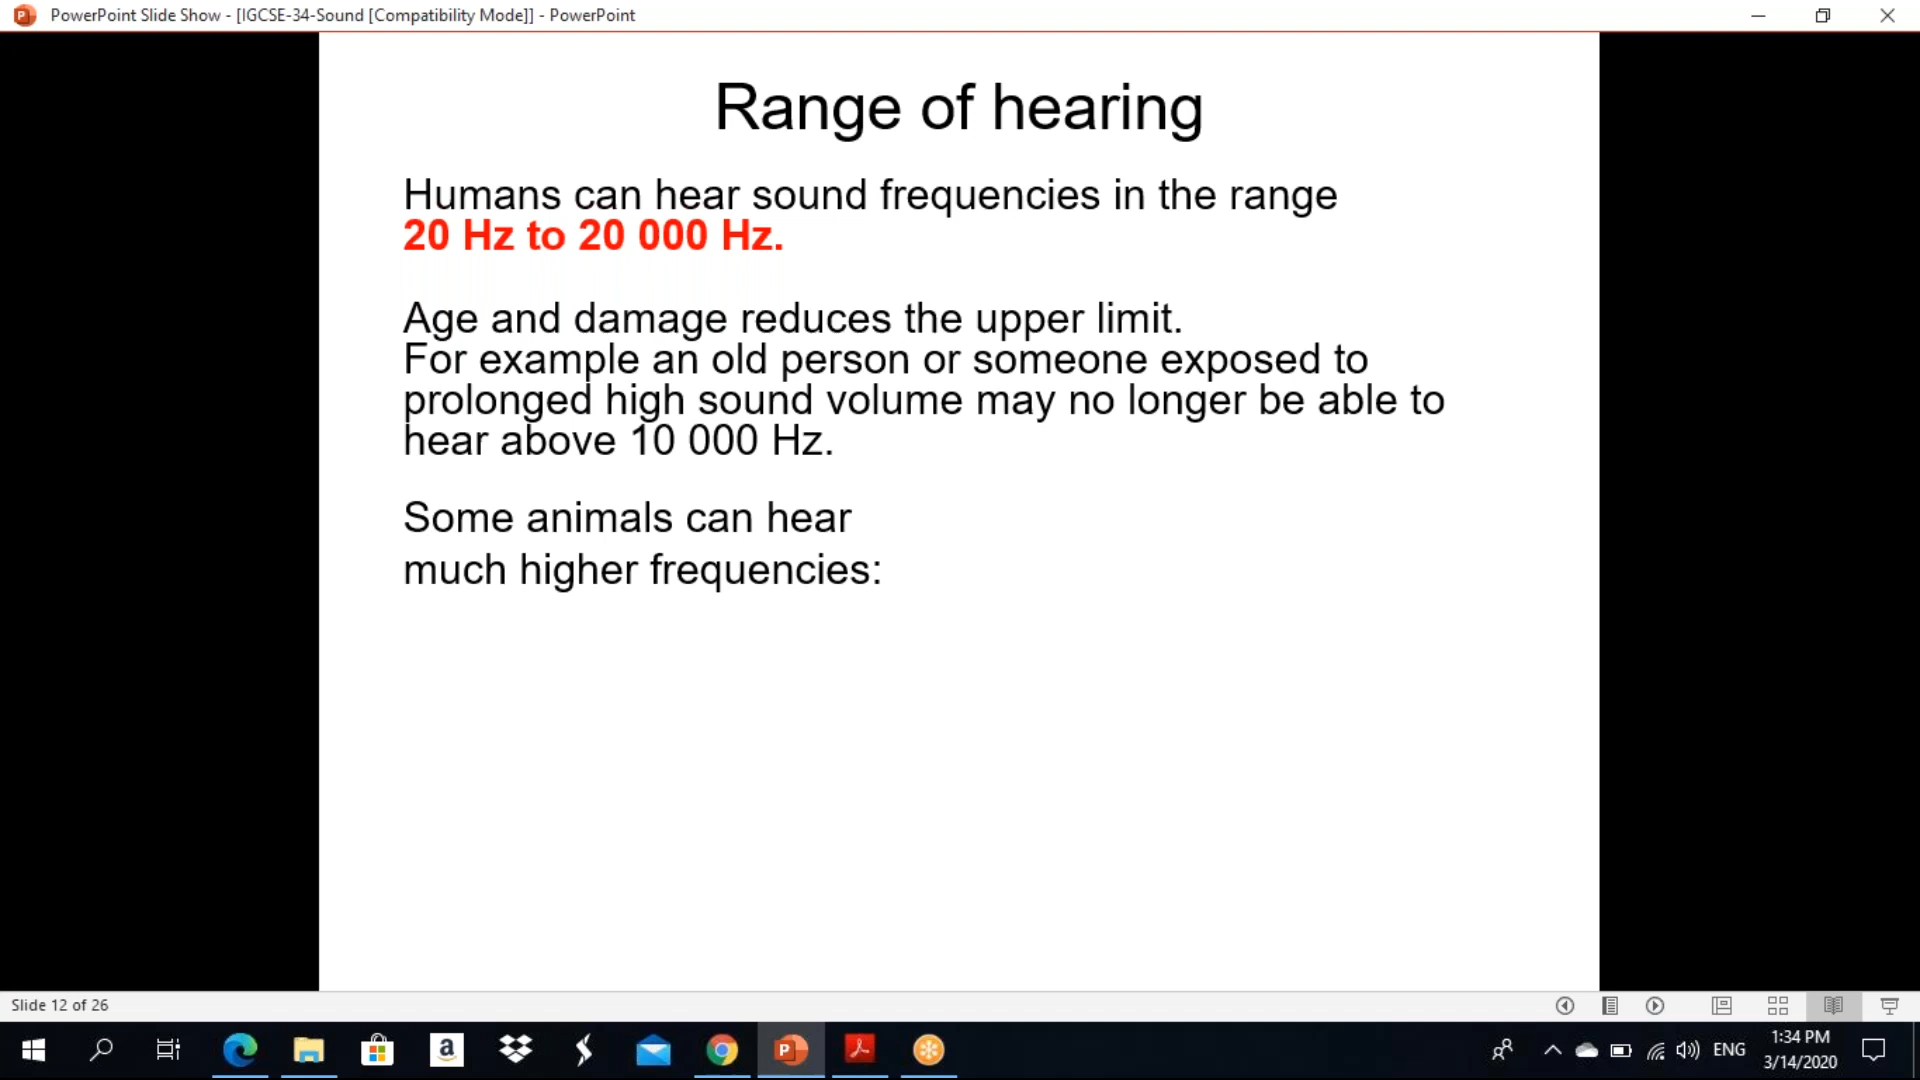 PowerPoint Slide Show - [IGCSE-34-Sound [Compatibility Mode]] - PowerPoint
Range of hearing
Humans can hear sound frequencies in the range
20 Hz to 20 000 Hz.
Age and damage reduces the upper limit.
For example an old person or someone exposed to
prolonged high sound volume may no longer be able to
hear above 10 000 Hz.
Some animals can hear
much higher frequencies:
Slide 12 of 26
ENG
1:34 PM
3/14/2020